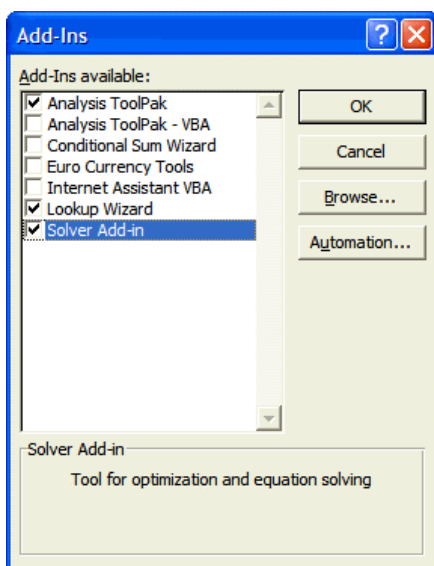 Add-Ins
Add-Ins available:
Analysis ToolPak
Analysis ToolPak - VBA
Conditional Sum Wizard
Euro Currency Tools
Internet Assistant VBA
Lookup Wizard
Solver Add-in
OK
Cancel
Browse...
Automation...
Solver Add-in
Tool for optimization and equation solving